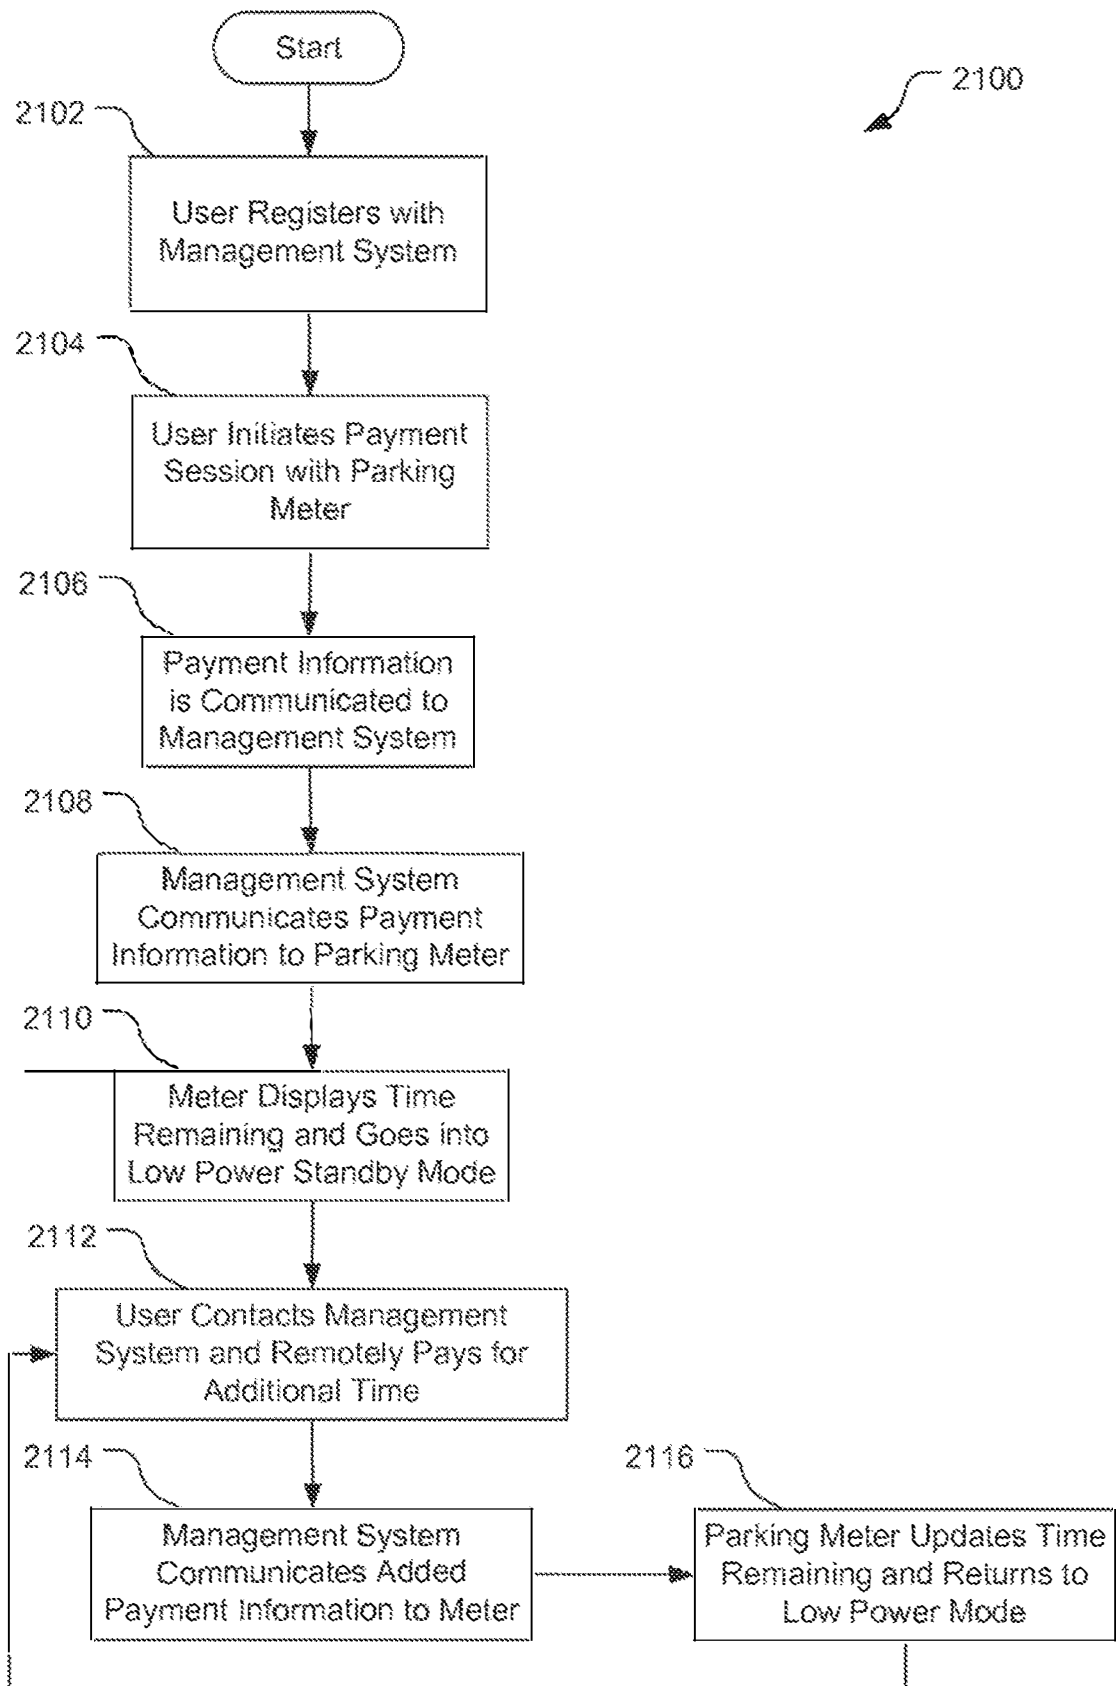 Start
2100
2102
User Registers with
Management System
2104
User Initiates Payment
Session with Parking
Meter
2106
Payment Information
is Communicated to
Management System
2108
Management System
Communicates Payment
Information to Parking Meter
2110
Meter Displays Time
Remaining and Goes into
Low Power Standby Mode
2112
User Contacts Management
System and Remotely Pays for
Additional Time
2114
Management System
Communicates Added
Payment Information to Meter
2116
Parking Meter Updates Time
Remaining and Returns to
Low Power Mode